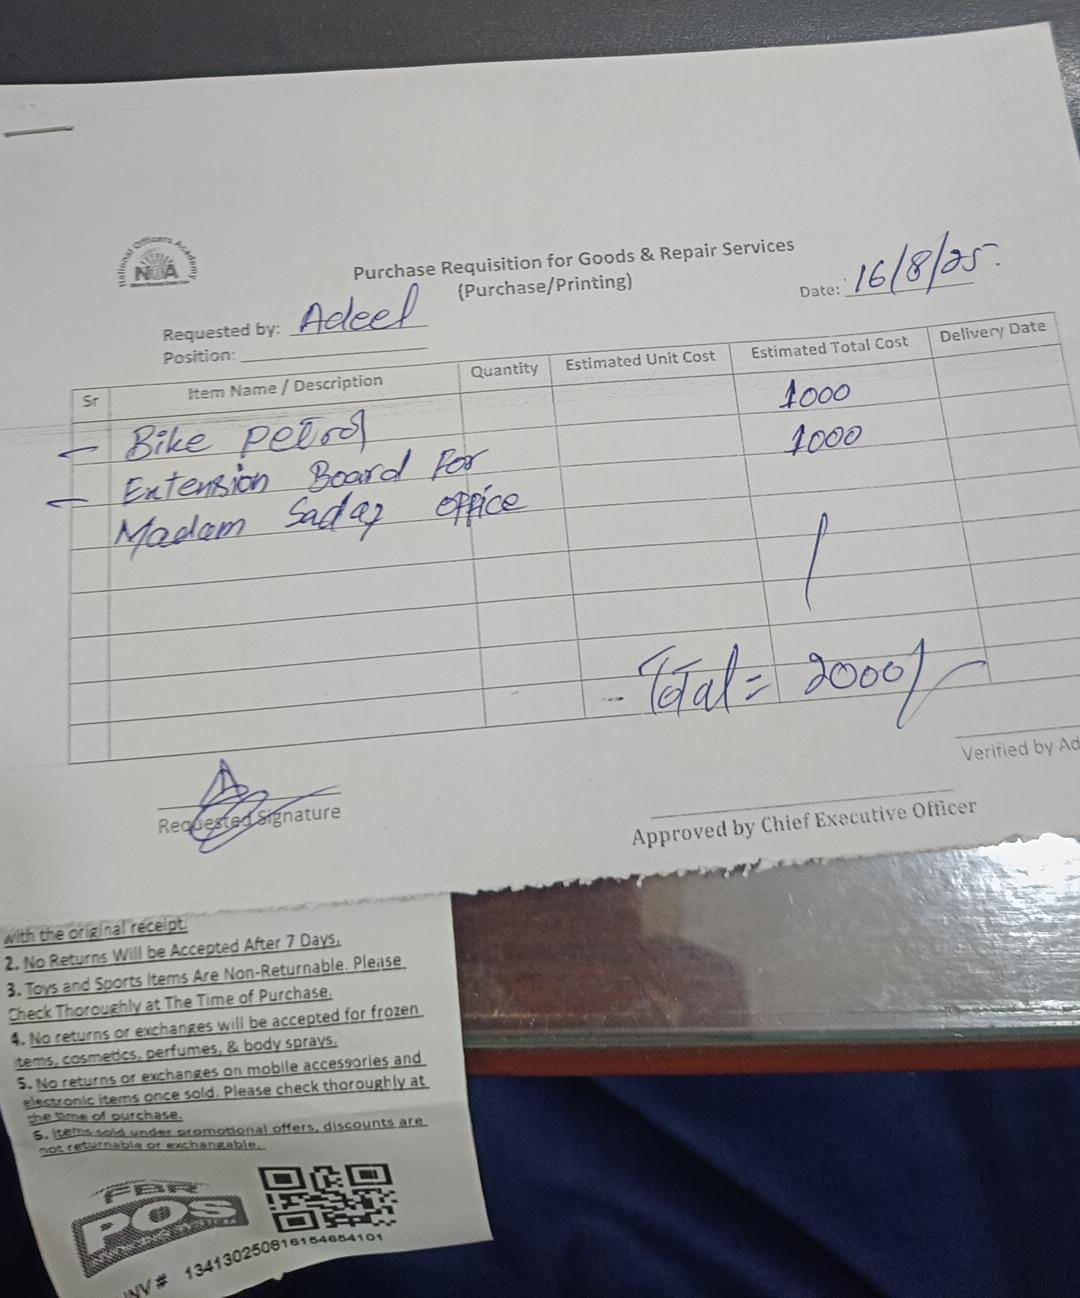 National Officers Academy
NOA
Purchase Requisition for Goods & Repair Services
(Purchase/Printing)
Date: 16/8/25.
Requested by: Adeel
Position:
Sr Item Name / Description Quantity Estimated Unit Cost Estimated Total Cost Delivery Date
- Bike petrol 1000
- Extension Board For 1000
Madam Sadaz office
- Total = 2000/-
Requested Signature
Verified by Ad
Approved by Chief Executive Officer
with the original receipt.
2. No Returns Will be Accepted After 7 Days.
3. Toys and Sports Items Are Non-Returnable. Please
Check Thoroughly at The Time of Purchase.
4. No returns or exchanges will be accepted for frozen
items, cosmetics, perfumes, & body sprays.
5. No returns or exchanges on mobile accessories and
electronic items once sold. Please check thoroughly at
the time of purchase.
6. Items sold under promotional offers, discounts are
not returnable or exchangeable.
FBR
POS
INV # 134130250816154654101